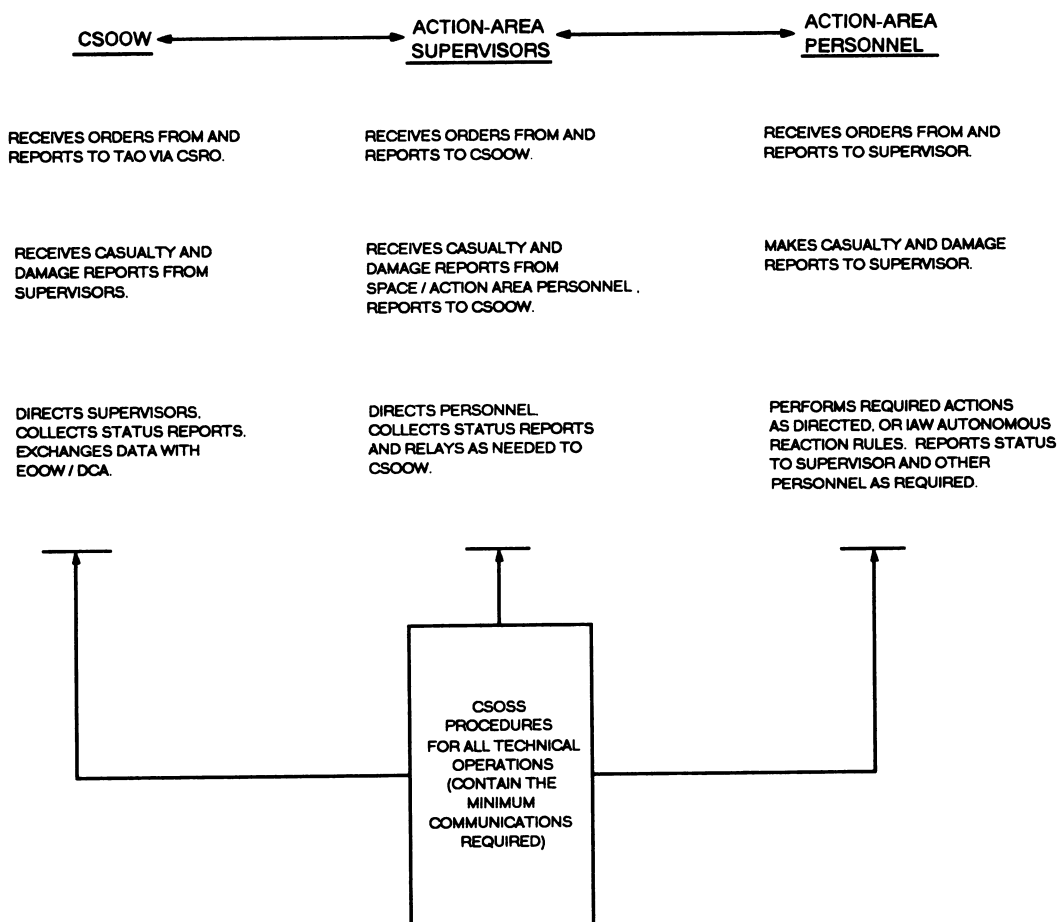 CSOOW
ACTION-AREA
SUPERVISORS
ACTION-AREA
PERSONNEL
RECEIVES ORDERS FROM AND
REPORTS TO TAO VIA CSRO.
RECEIVES ORDERS FROM AND
REPORTS TO CSOOW.
RECEIVES ORDERS FROM AND
REPORTS TO SUPERVISOR.
RECEIVES CASUALTY AND
DAMAGE REPORTS FROM
SUPERVISORS.
RECEIVES CASUALTY AND
DAMAGE REPORTS FROM
SPACE / ACTION AREA PERSONNEL,
REPORTS TO CSOOW.
MAKES CASUALTY AND DAMAGE
REPORTS TO SUPERVISOR.
DIRECTS SUPERVISORS.
COLLECTS STATUS REPORTS.
EXCHANGES DATA WITH
EOOW / DCA.
DIRECTS PERSONNEL.
COLLECTS STATUS REPORTS
AND RELAYS AS NEEDED TO
CSOOW.
PERFORMS REQUIRED ACTIONS
AS DIRECTED, OR IAW AUTONOMOUS
REACTION RULES. REPORTS STATUS
TO SUPERVISOR AND OTHER
PERSONNEL AS REQUIRED.
CSOSS
PROCEDURES
FOR ALL TECHNICAL
OPERATIONS
(CONTAIN THE
MINIMUM
COMMUNICATIONS
REQUIRED)